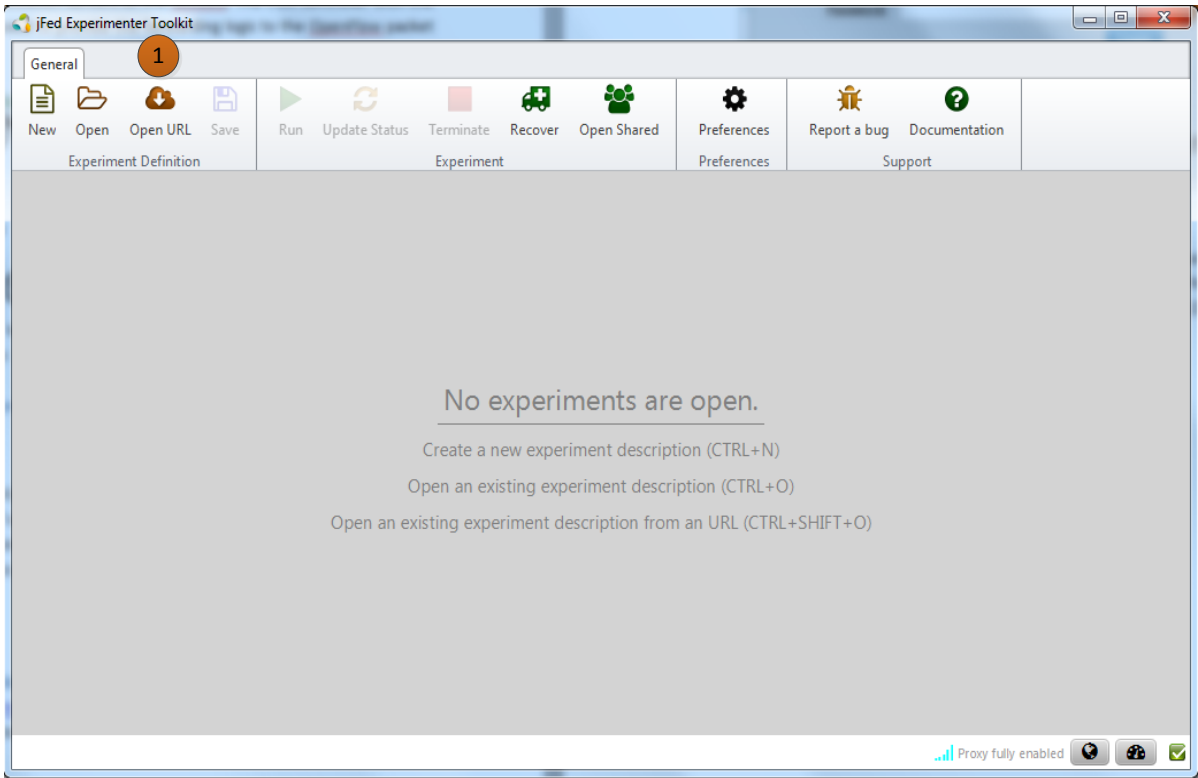 jFed Experimenter Toolkit
1
General
New Open Open URL Save Run Update Status Terminate Recover Open Shared Preferences Report a bug Documentation
Experiment Definition Experiment Preferences Support
No experiments are open.
Create a new experiment description (CTRL+N)
Open an existing experiment description (CTRL+O)
Open an existing experiment description from an URL (CTRL+SHIFT+O)
Proxy fully enabled